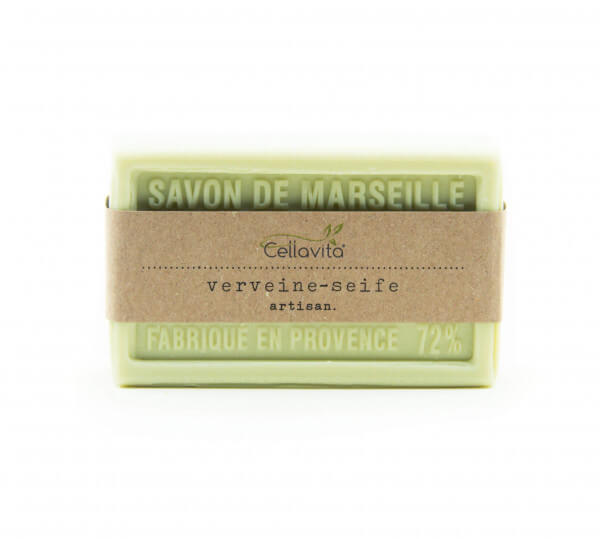 SAVON DE MARSEILLE
Cellavita®
verveine-seife
artisan.
FABRIQUÉ EN PROVENCE 72%